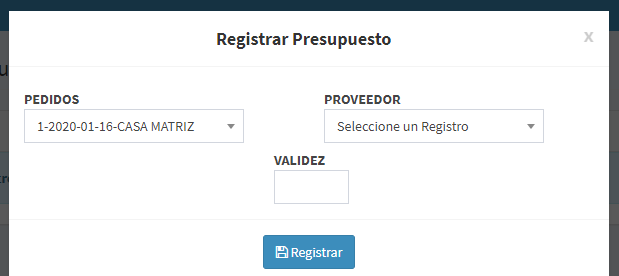 Registrar Presupuesto
x
PEDIDOS
PROVEEDOR
1-2020-01-16-CASA MATRIZ
Seleccione un Registro
VALIDEZ
Registrar